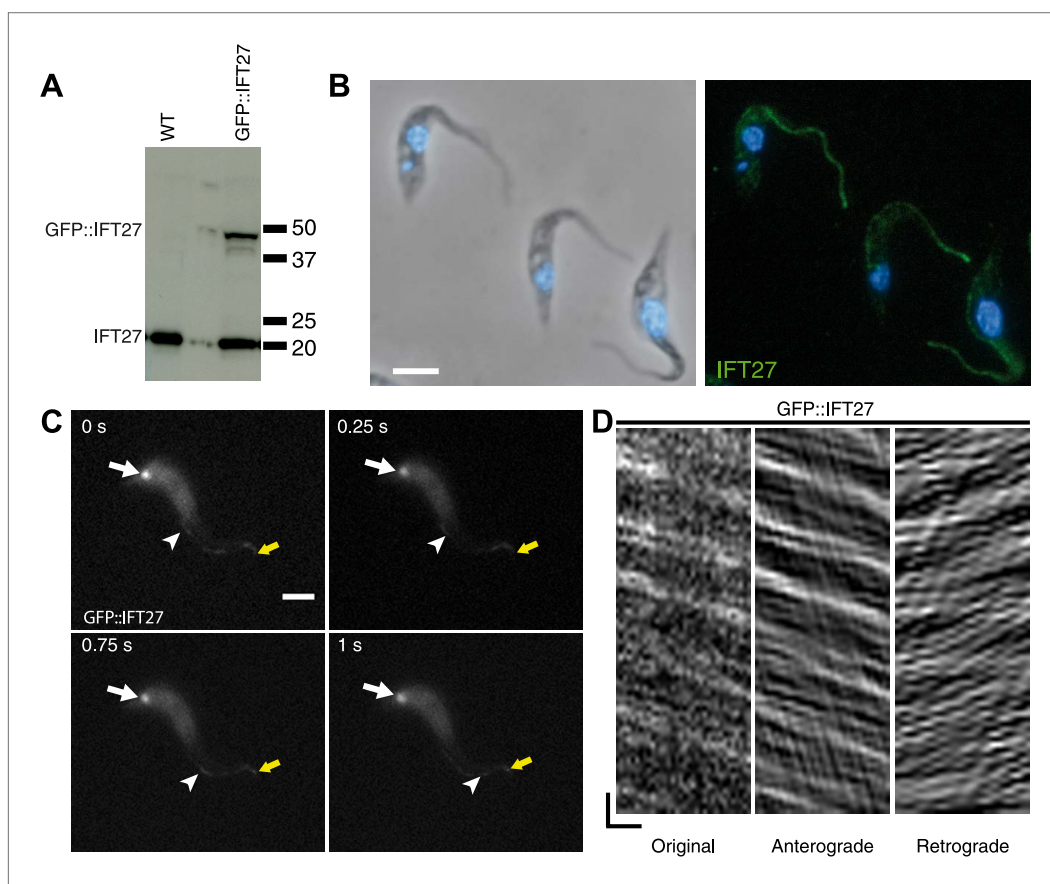 A
WT
GFP::IFT27
GFP::IFT27
50
37
25
IFT27
20
B
IFT27
C
0 s
0.25 s
GFP::IFT27
0.75 s
1 s
D
GFP::IFT27
Original
Anterograde
Retrograde